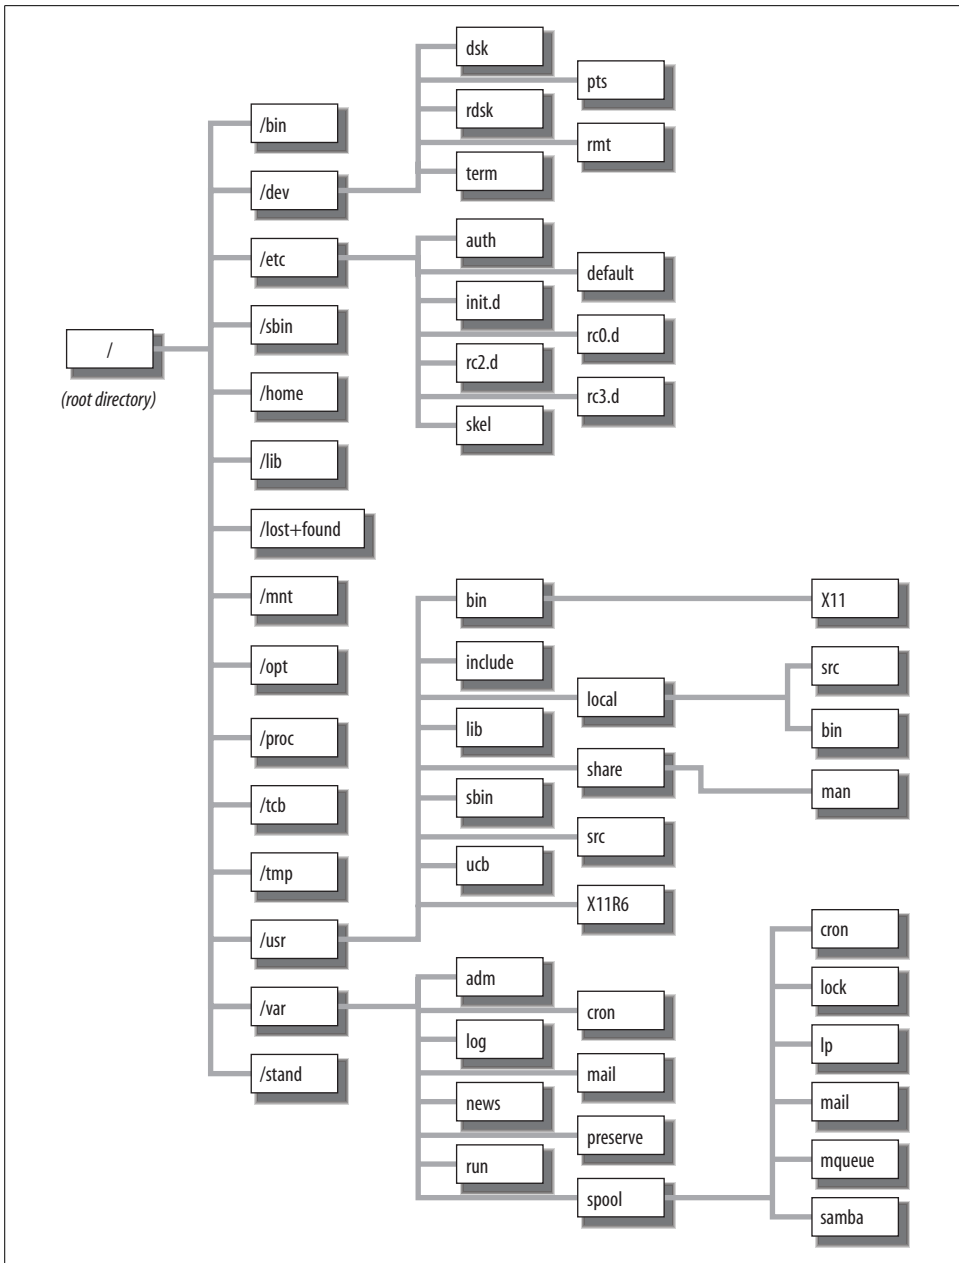 /
(root directory)
/bin
/dev
dsk
pts
rdsk
rmt
term
/etc
auth
default
init.d
rc0.d
rc2.d
rc3.d
skel
/sbin
/home
/lib
/lost+found
/mnt
/opt
/proc
/tcb
/tmp
/usr
bin
X11
include
local
src
bin
lib
share
man
sbin
src
ucb
X11R6
/var
adm
cron
log
mail
news
preserve
run
spool
cron
lock
lp
mail
mqueue
samba
/stand